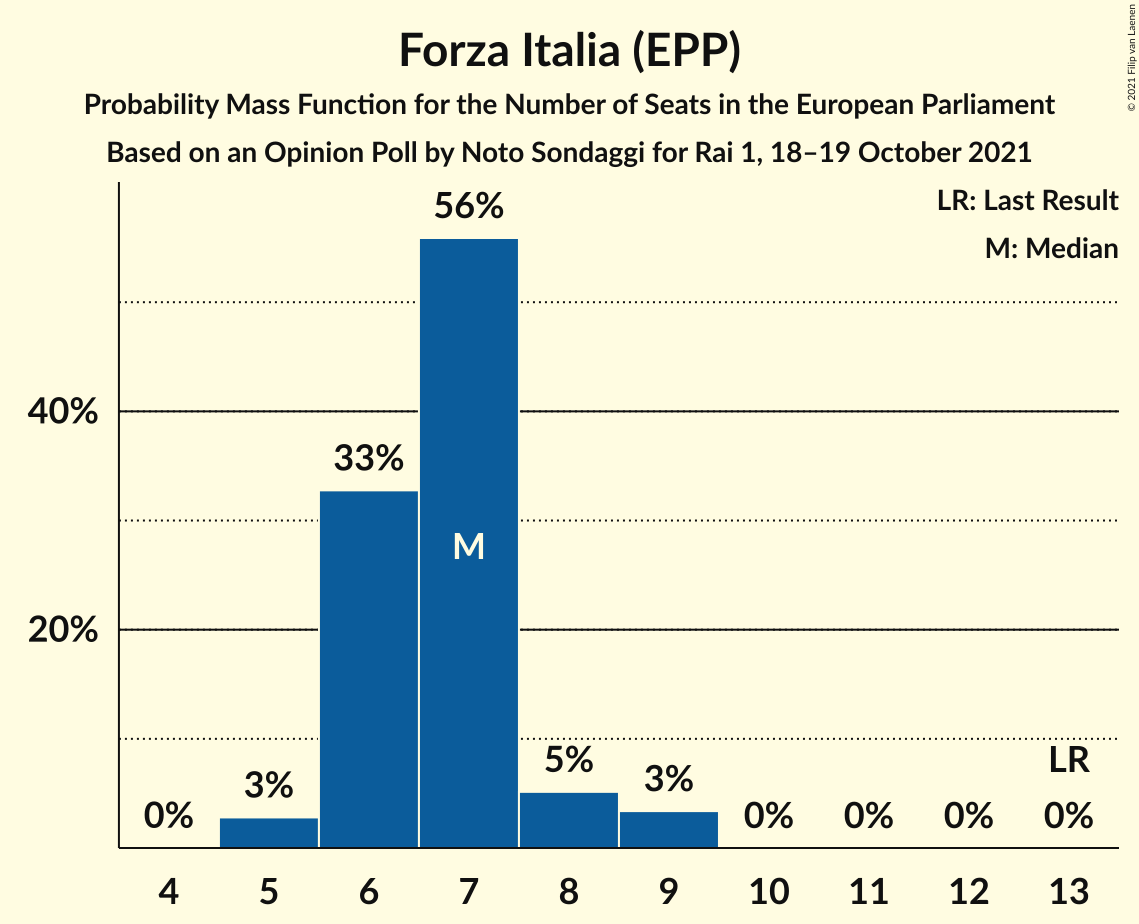 Forza Italia (EPP)
Probability Mass Function for the Number of Seats in the European Parliament
Based on an Opinion Poll by Noto Sondaggi for Rai 1, 18–19 October 2021
© 2021 Filip van Laenen
LR: Last Result
M: Median
56%
40%
33%
M
20%
0%
3%
5%
3%
0%
0%
0%
LR
0%
4 5 6 7 8 9 10 11 12 13